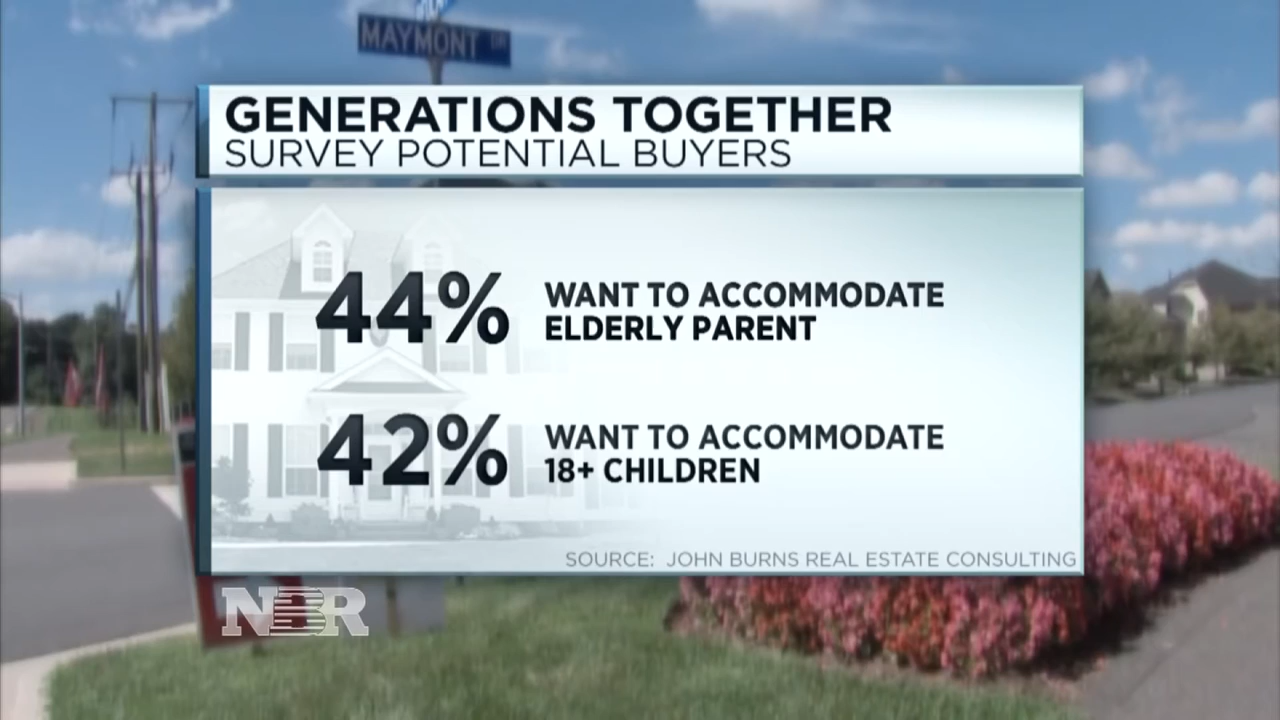 MAYMONT DR
GENERATIONS TOGETHER
SURVEY POTENTIAL BUYERS
44% WANT TO ACCOMMODATE
ELDERLY PARENT
42% WANT TO ACCOMMODATE
18+ CHILDREN
SOURCE: JOHN BURNS REAL ESTATE CONSULTING
NBR